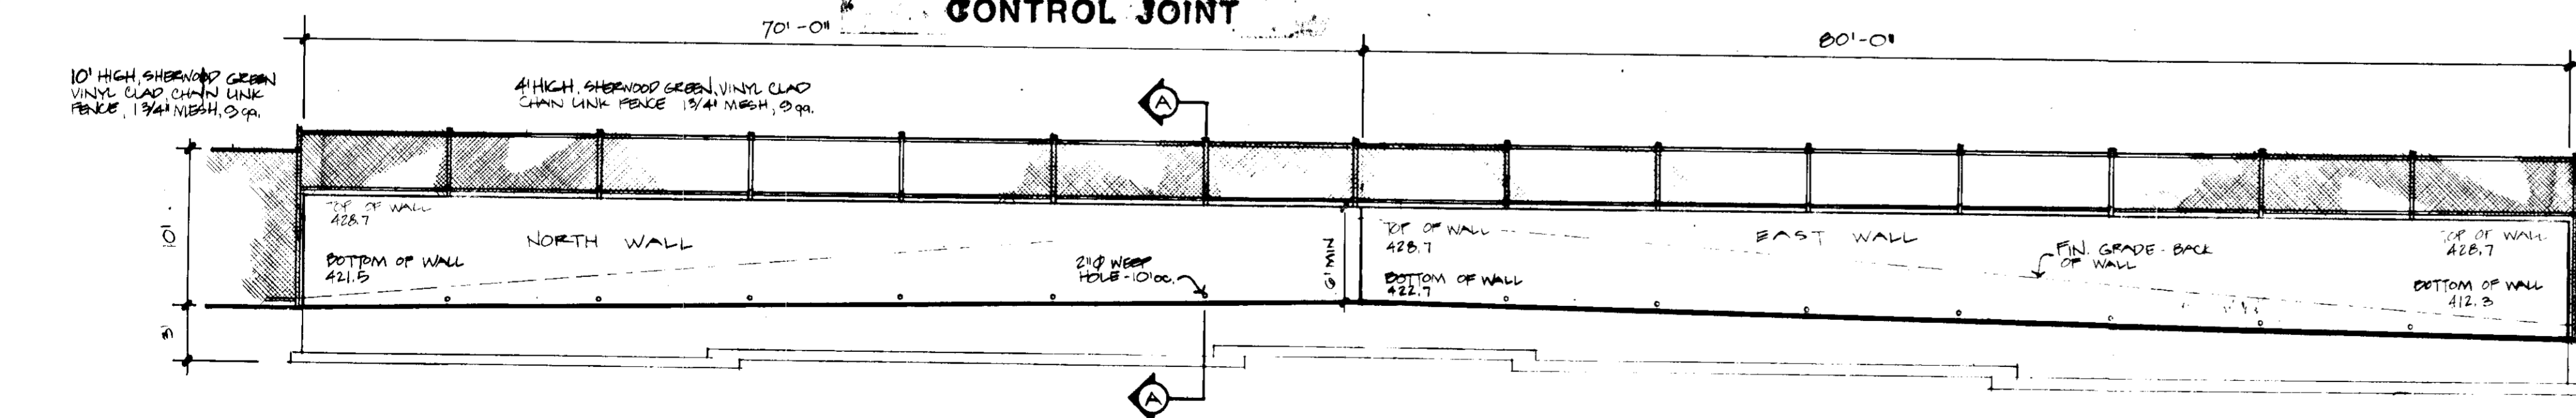 CONTROL JOINT
70'-0"
80'-0"
10' HIGH, SHERWOOD GREEN
VINYL CLAD, CHAIN LINK
FENCE, 1 3/4" MESH, 9 ga.
4' HIGH, SHERWOOD GREEN, VINYL CLAD
CHAIN LINK FENCE 1 3/4" MESH, 9 ga.
A
10'
3'
TOP OF WALL
428.7
NORTH WALL
BOTTOM OF WALL
421.5
2"Φ WEEP
HOLE - 10' oc.
6' MIN
TOP OF WALL
428.7
BOTTOM OF WALL
422.7
EAST WALL
FIN. GRADE - BACK
OF WALL
TOP OF WALL
428.7
BOTTOM OF WALL
412.3
A